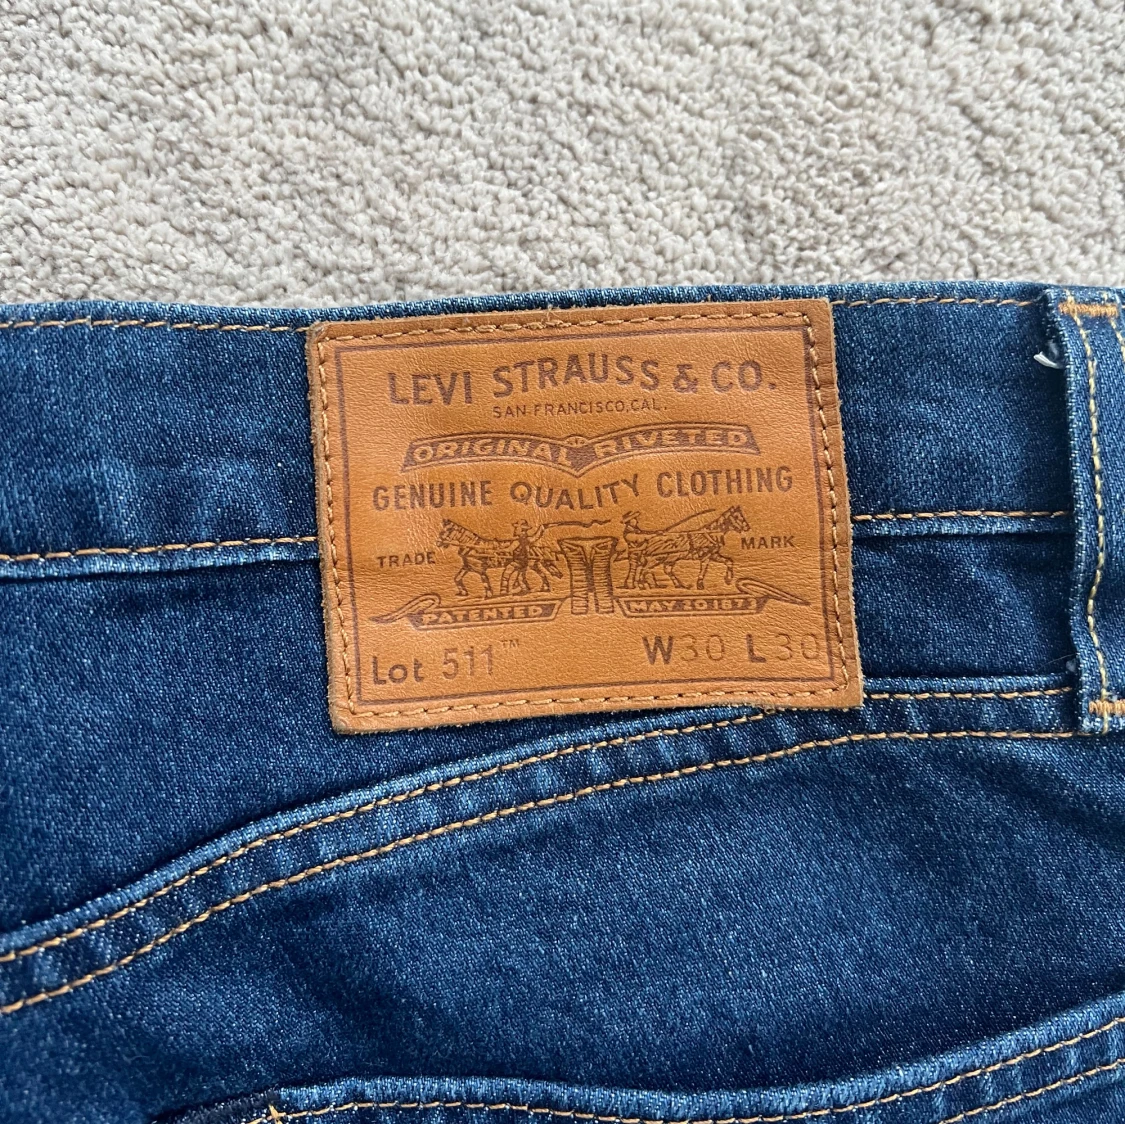 LEVI STRAUSS & CO.
SAN FRANCISCO, CAL.
ORIGINAL RIVETED
GENUINE QUALITY CLOTHING
TRADE MARK
PATENTED MAY 20 1873
Lot 511™ W30 L30